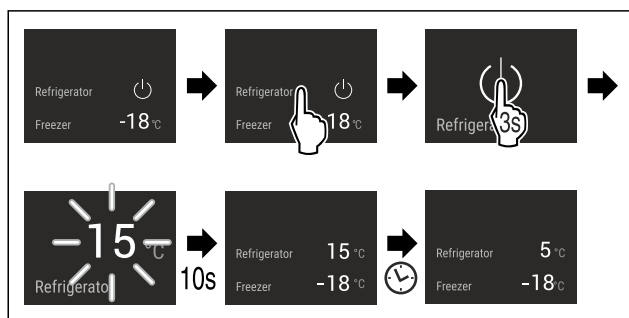 Refrigerator
Freezer -18 °C
Refrigerator
Freezer 18 °C
Refrigera 3s
15 °C
Refrigerato
10s
Refrigerator 15 °C
Freezer -18 °C
Refrigerator 5 °C
Freezer -18°C